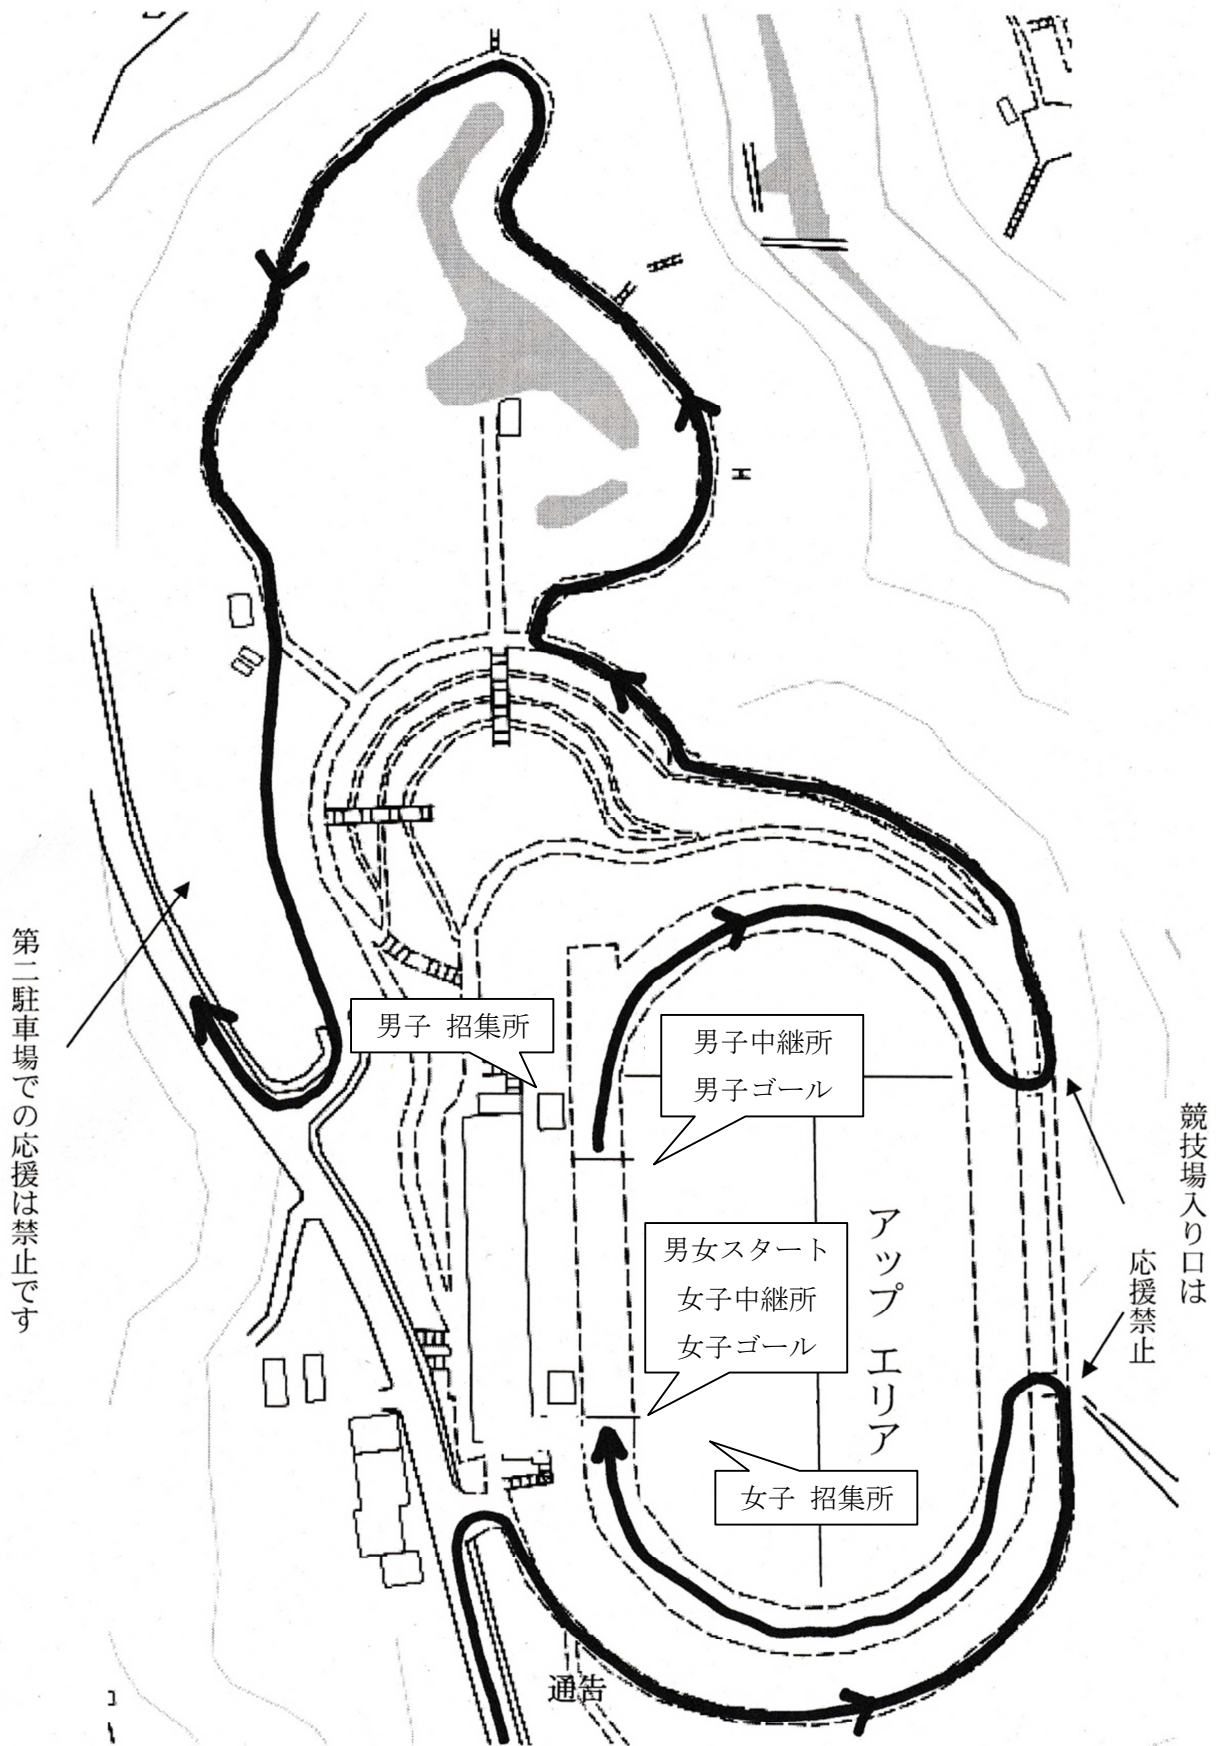 男子 招集所
男子中継所
男子ゴール
男女スタート
女子中継所
女子ゴール
アップ エリア
女子 招集所
競技場入り口は
応援禁止
第二駐車場での応援は禁止です
通告